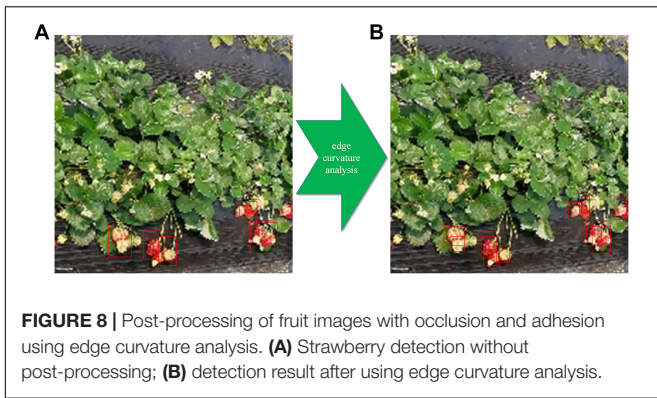 A
B
edge
curvature
analysis
FIGURE 8 | Post-processing of fruit images with occlusion and adhesion
using edge curvature analysis. (A) Strawberry detection without
post-processing; (B) detection result after using edge curvature analysis.